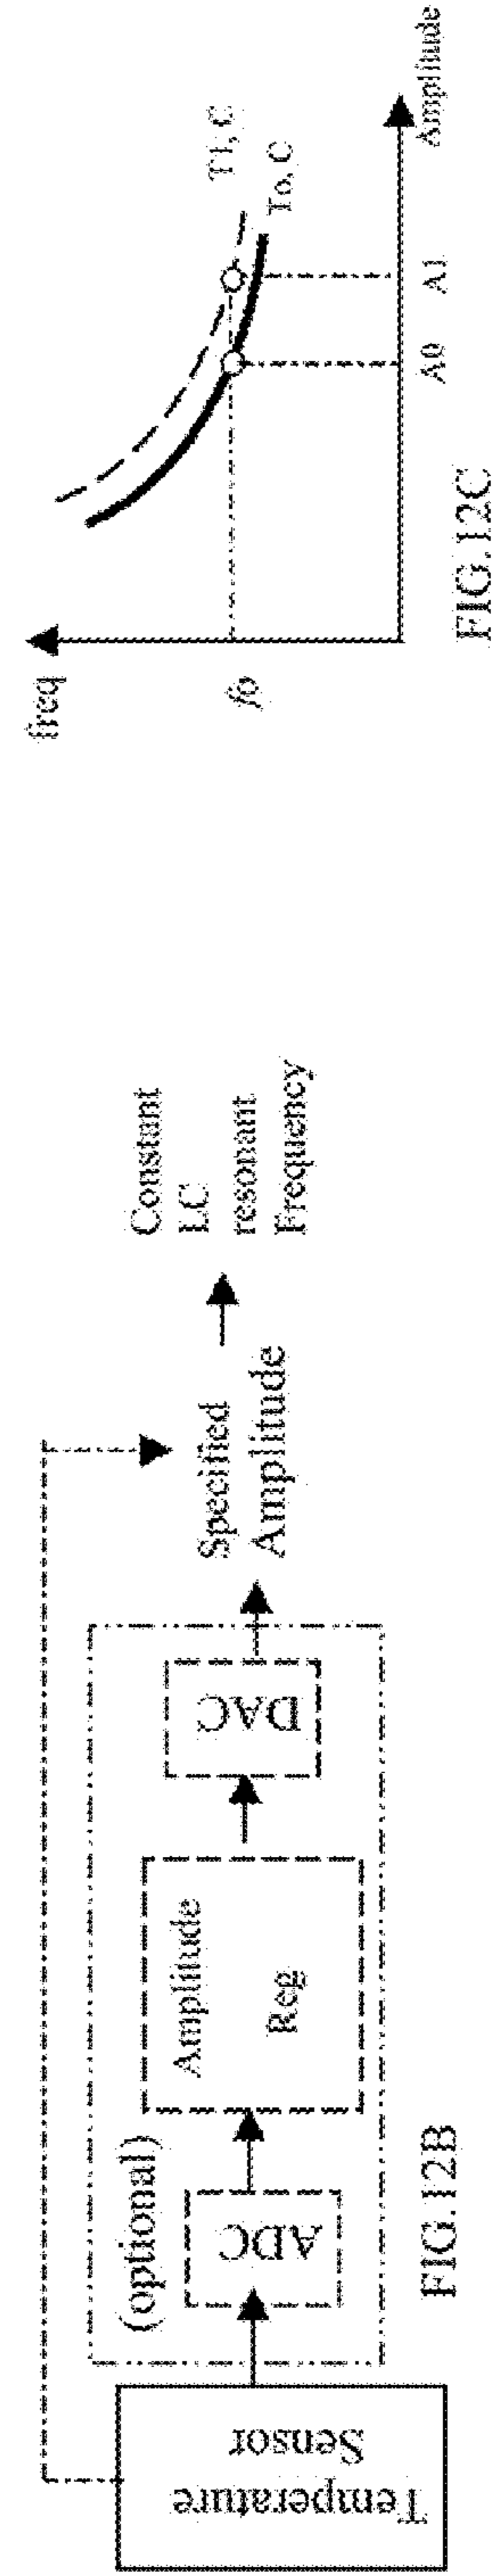 Temperature
Sensor
(optional)
ADC
Amplitude
Reg
DAC
Specified
Amplitude
Constant
LC
resonant
Frequency
FIG.12B
freq
f0
T1, C
To, C
A0
A1
Amplitude
FIG.12C